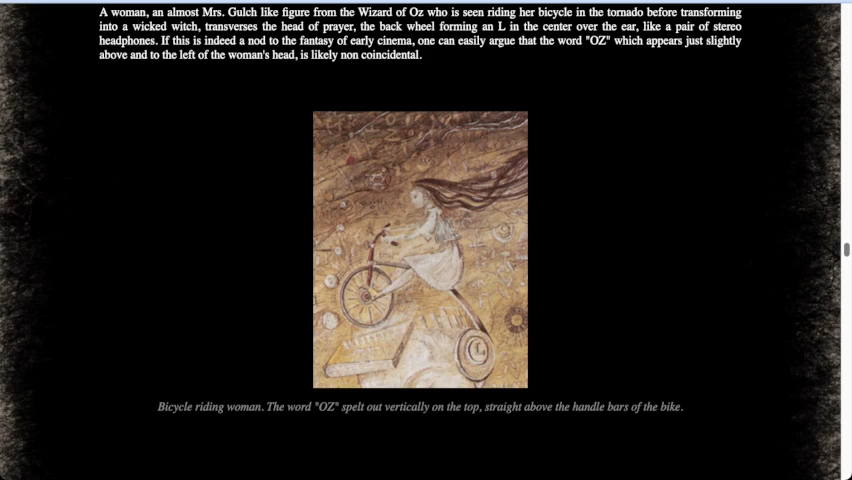 A woman, an almost Mrs. Gulch like figure from the Wizard of Oz who is seen riding her bicycle in the tornado before transforming
into a wicked witch, transverses the head of prayer, the back wheel forming an L in the center over the ear, like a pair of stereo
headphones. If this is indeed a nod to the fantasy of early cinema, one can easily argue that the word "OZ" which appears just slightly
above and to the left of the woman's head, is likely non coincidental.
L
Bicycle riding woman. The word "OZ" spelt out vertically on the top, straight above the handle bars of the bike.